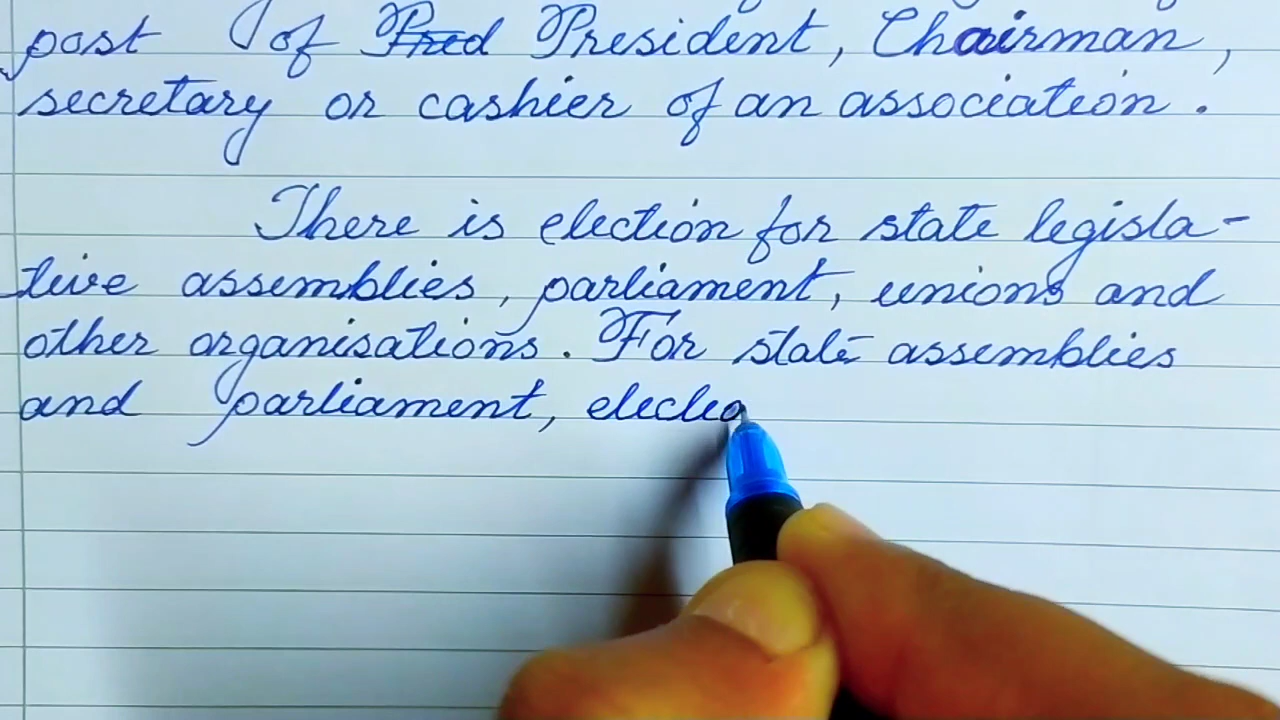 post of Pred President, Chairman,
secretary or cashier of an association.
There is election for state legisla-
tive assemblies, parliament, unions and
other organisations. For state assemblies
and parliament, electio